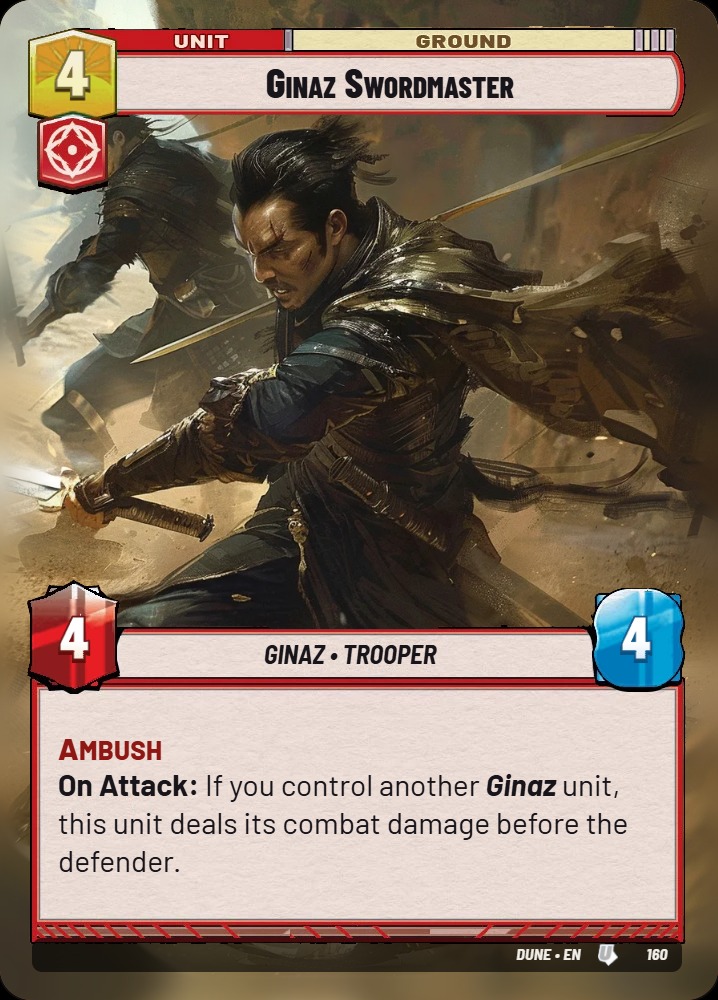 UNIT
GROUND
4
GINAZ SWORDMASTER
4
GINAZ • TROOPER
4
AMBUSH
On Attack: If you control another Ginaz unit,
this unit deals its combat damage before the
defender.
DUNE • EN U 160